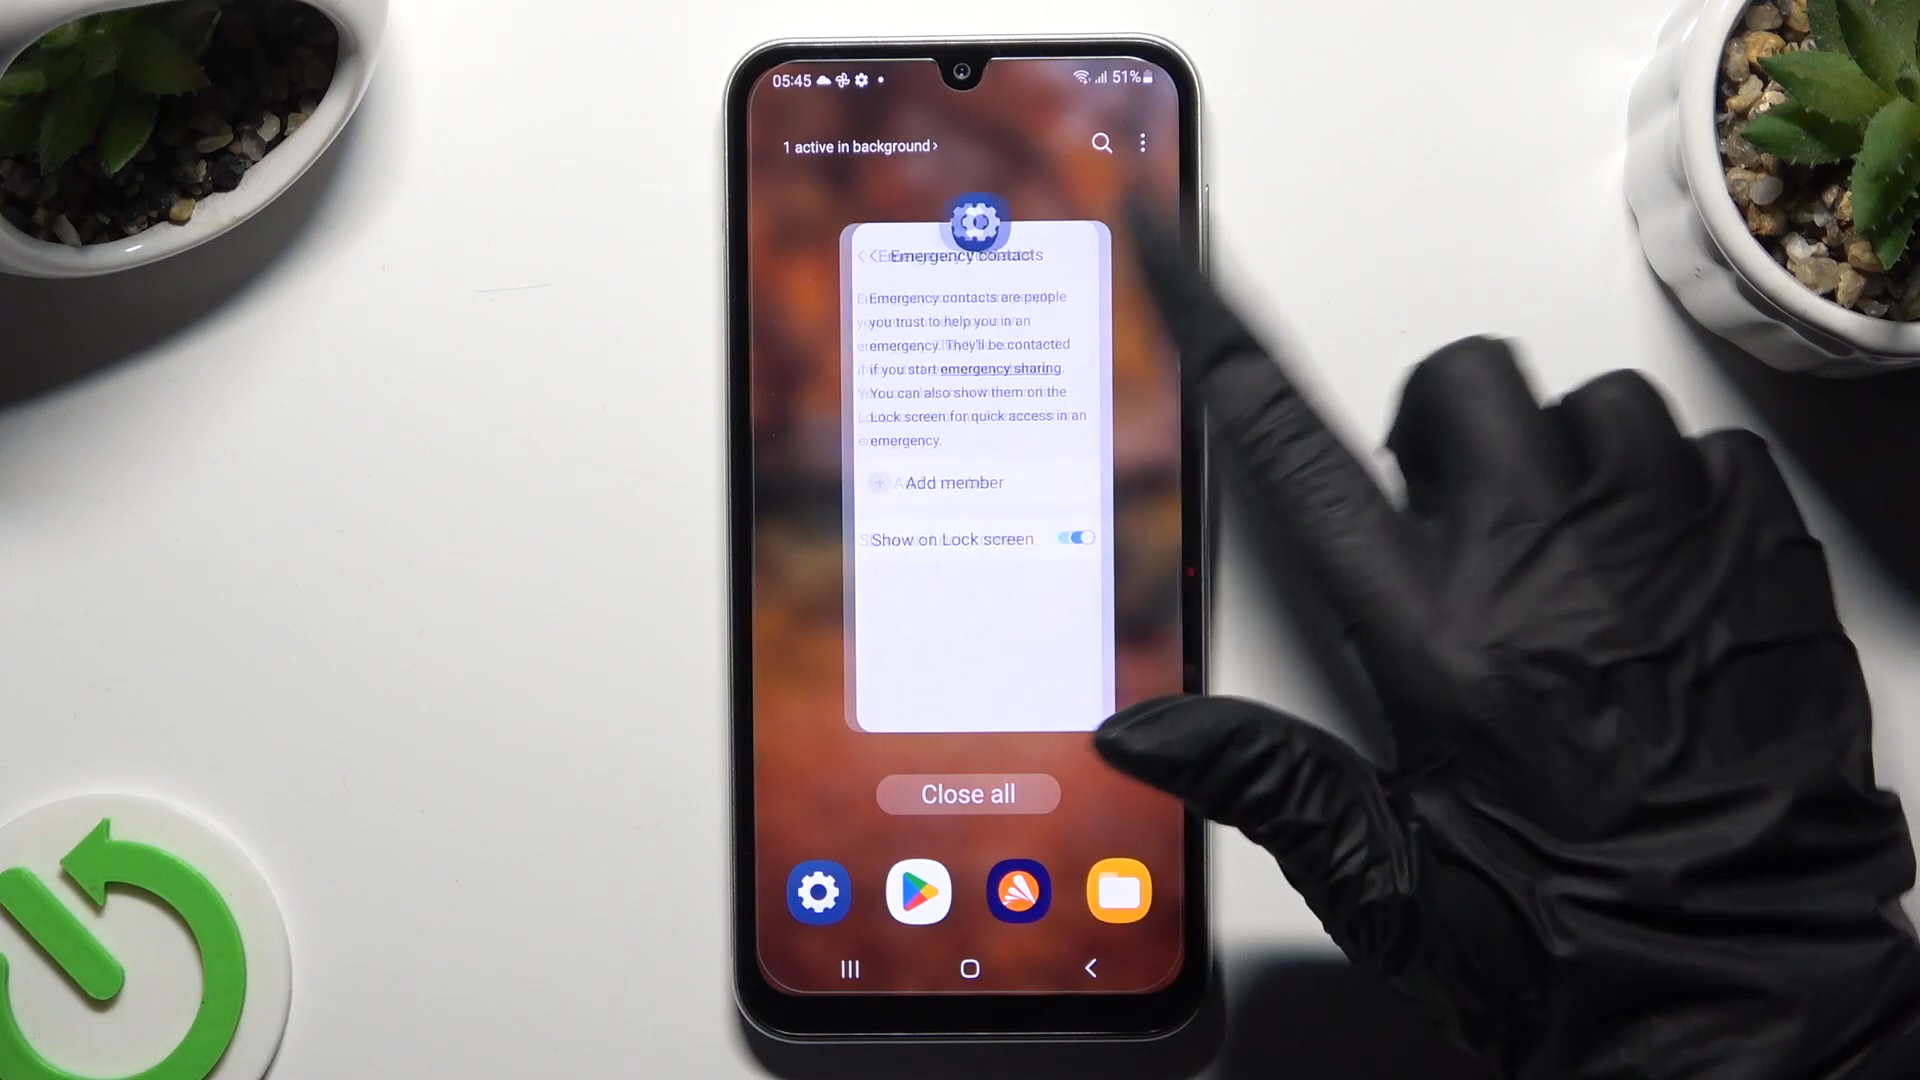 05:45
51%
1 active in background ›
Emergency contacts
Emergency contacts are people
you trust to help you in an
emergency. They'll be contacted
if you start emergency sharing.
You can also show them on the
Lock screen for quick access in an
emergency.
Add member
Show on Lock screen
Close all